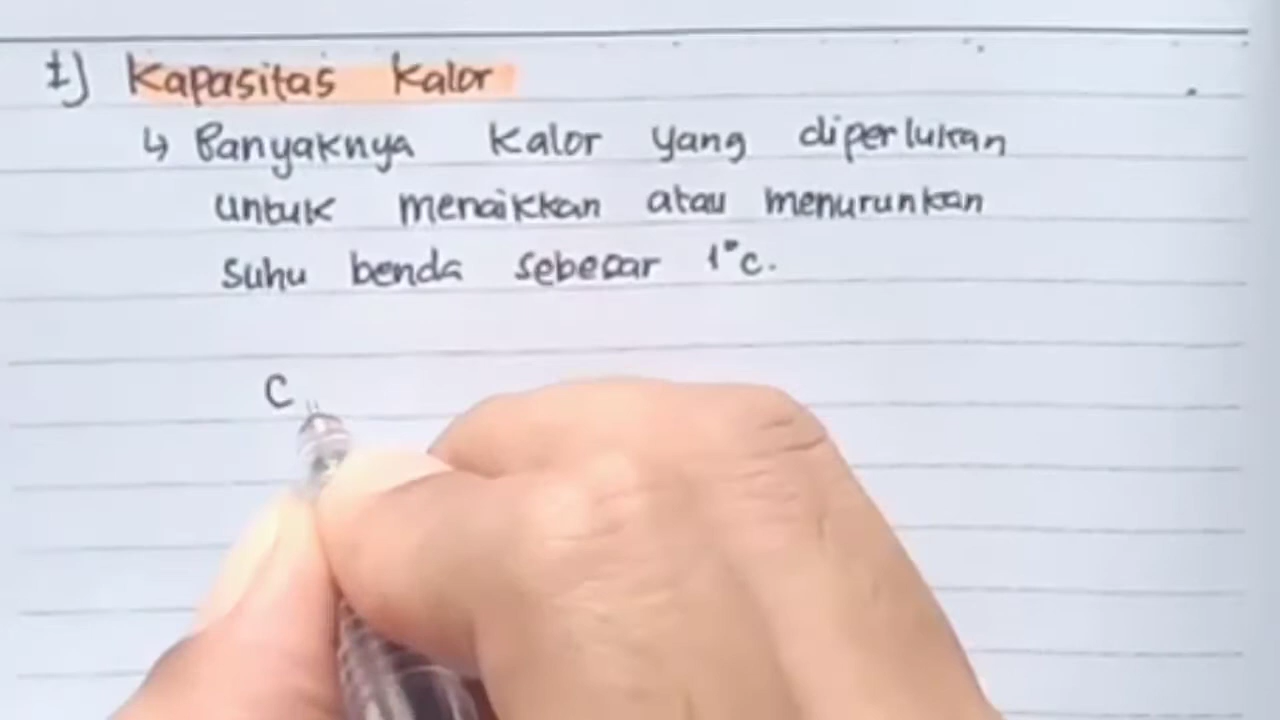 1) Kapasitas Kalor
↳ Banyaknya Kalor yang diperlukan
untuk menaikkan atau menurunkan
suhu benda sebesar 1°c.
C